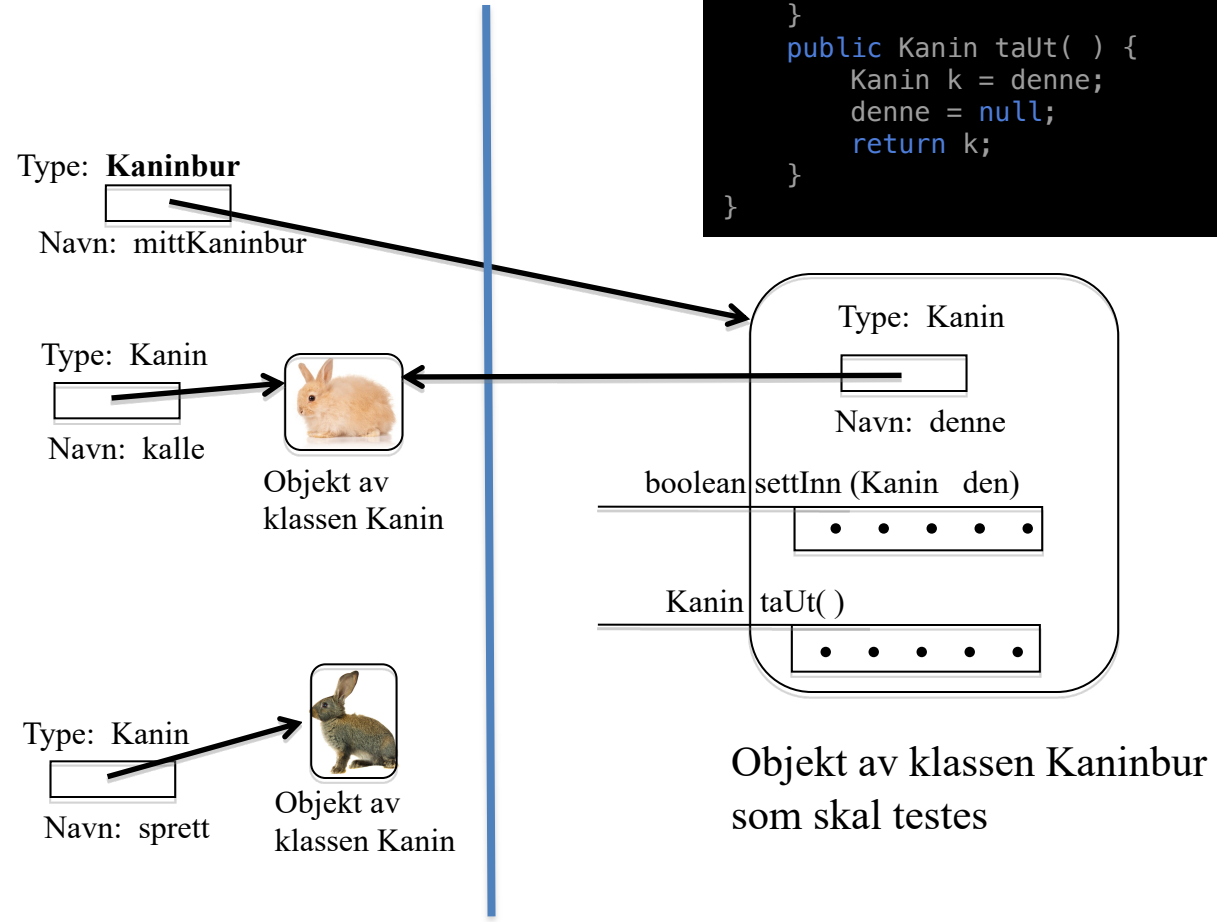 }
public Kanin taUt( ) {
Kanin k = denne;
denne = null;
return k;
}
}
Type: Kaninbur
Navn: mittKaninbur
Type: Kanin
Navn: kalle
Objekt av
klassen Kanin
Type: Kanin
Navn: sprett
Objekt av
klassen Kanin
Type: Kanin
Navn: denne
boolean settInn (Kanin den)
Kanin taUt( )
Objekt av klassen Kaninbur
som skal testes